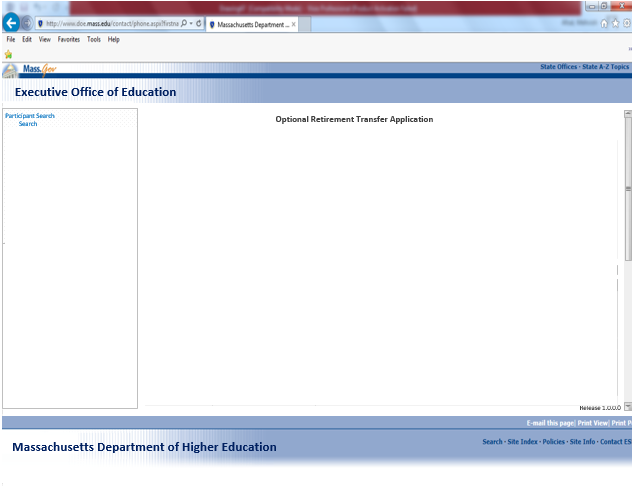 http://www.doe.mass.edu/contact/phone.aspx?firstna
Massachusetts Department ...
File Edit View Favorites Tools Help
Mass.Gov
State Offices · State A-Z Topics
Executive Office of Education
Participant Search
Search
Optional Retirement Transfer Application
Release 1.0.0.0
E-mail this page| Print View| Print P
Massachusetts Department of Higher Education
Search · Site Index · Policies · Site Info · Contact ES